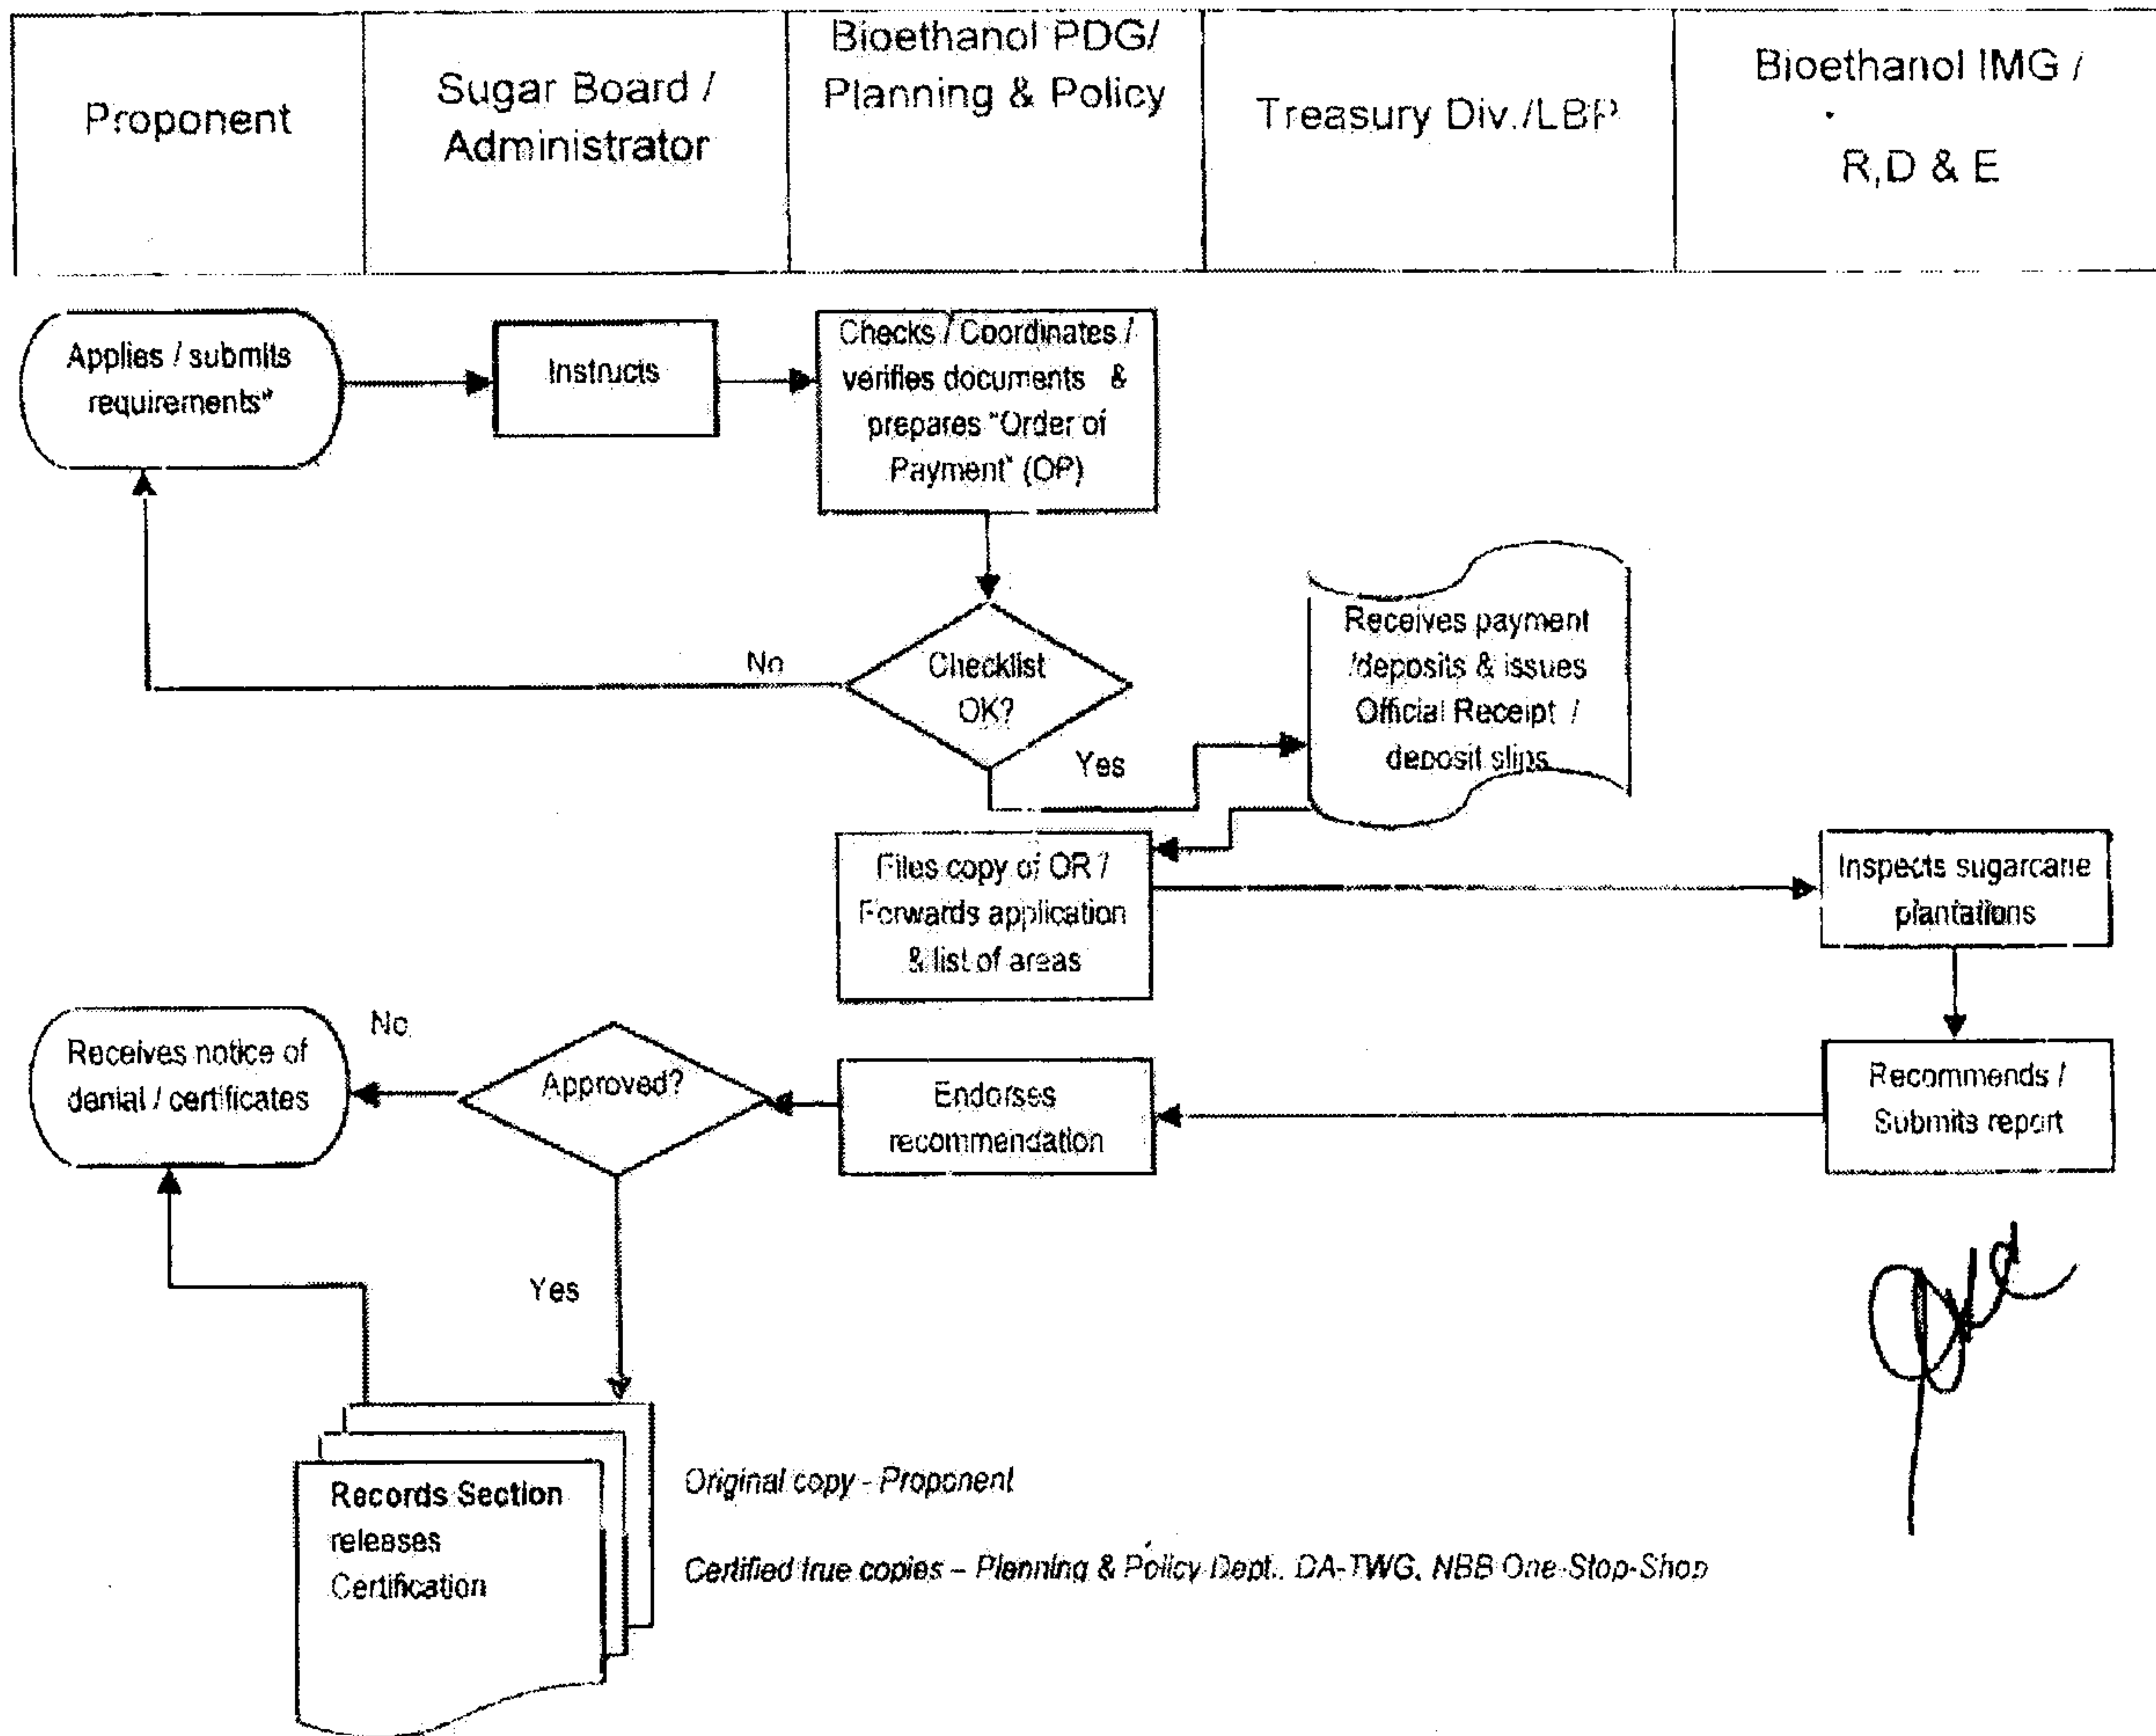 Proponent
Sugar Board /
Administrator
Bioethanol PDG/
Planning & Policy
Treasury Div./LBP
Bioethanol IMG /
R,D & E
Applies / submits
requirements*
Instructs
Checks / Coordinates /
verifies documents &
prepares "Order of
Payment" (OP)
No
Checklist
OK?
Yes
Receives payment
/deposits & issues
Official Receipt /
deposit slips
Files copy of OR /
Forwards application
& list of areas
Inspects sugarcane
plantations
Receives notice of
denial / certificates
No
Approved?
Endorses
recommendation
Recommends /
Submits report
Yes
Records Section
releases
Certification
Original copy - Proponent
Certified true copies – Planning & Policy Dept., DA-TWG, NBB One-Stop-Shop